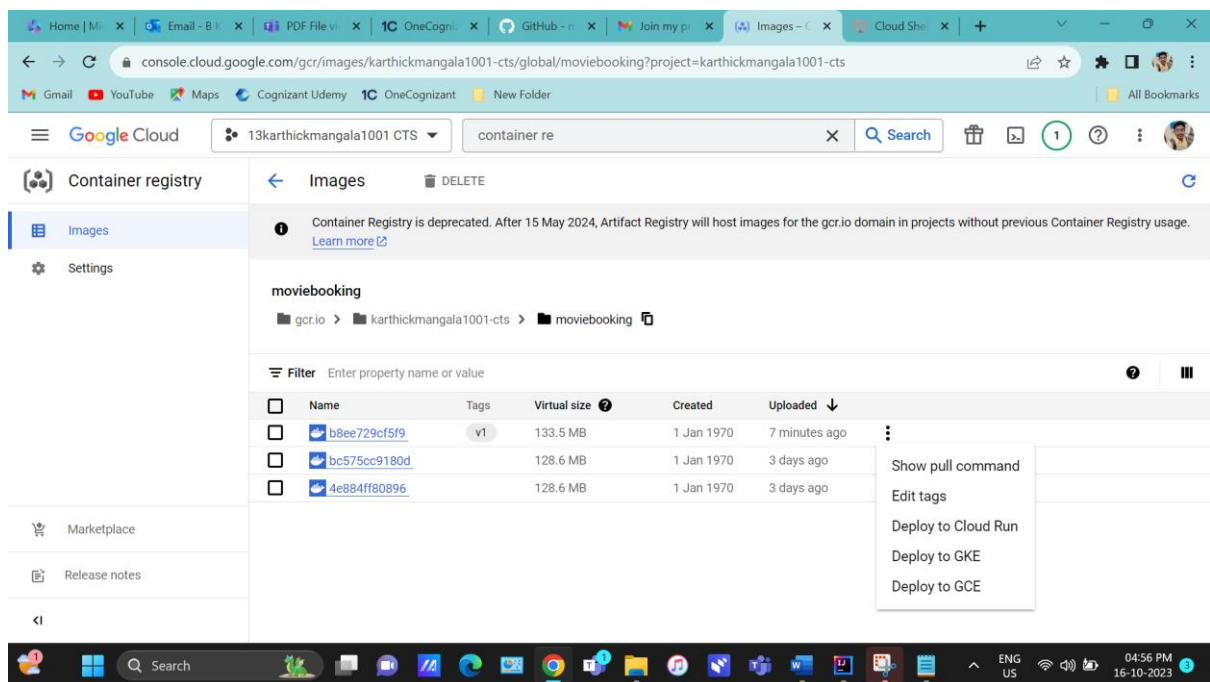 Home | Mi
Email - B K
PDF File vi
1C OneCogni
GitHub - n
Join my pr
Images – C
Cloud Shel
console.cloud.google.com/gcr/images/karthickmangala1001-cts/global/moviebooking?project=karthickmangala1001-cts
Gmail YouTube Maps Cognizant Udemy 1C OneCognizant New Folder All Bookmarks
Google Cloud 13karthickmangala1001 CTS container re Search 1
Container registry Images DELETE
Images
Settings
Container Registry is deprecated. After 15 May 2024, Artifact Registry will host images for the gcr.io domain in projects without previous Container Registry usage.
Learn more
moviebooking
gcr.io > karthickmangala1001-cts > moviebooking
Filter Enter property name or value
Name Tags Virtual size Created Uploaded
b8ee729cf5f9 v1 133.5 MB 1 Jan 1970 7 minutes ago
bc575cc9180d 128.6 MB 1 Jan 1970 3 days ago
4e884ff80896 128.6 MB 1 Jan 1970 3 days ago
Show pull command
Edit tags
Deploy to Cloud Run
Deploy to GKE
Deploy to GCE
Marketplace
Release notes
1 Search ENG
US
04:56 PM
16-10-2023
3